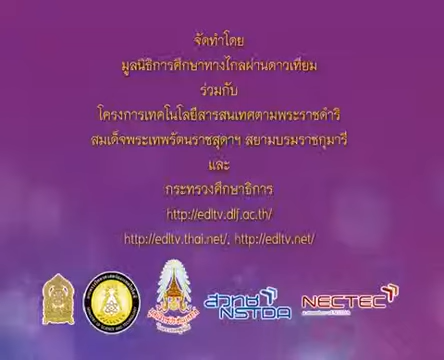 จัดทำโดย
มูลนิธิการศึกษาทางไกลผ่านดาวเทียม
ร่วมกับ
โครงการเทคโนโลยีสารสนเทศตามพระราชดำริ
สมเด็จพระเทพรัตนราชสุดาฯ สยามบรมราชกุมารี
และ
กระทรวงศึกษาธิการ
http://edltv.dlf.ac.th/
http://edltv.thai.net/, http://edltv.net/
สวทช
NSTDA
NECTEC